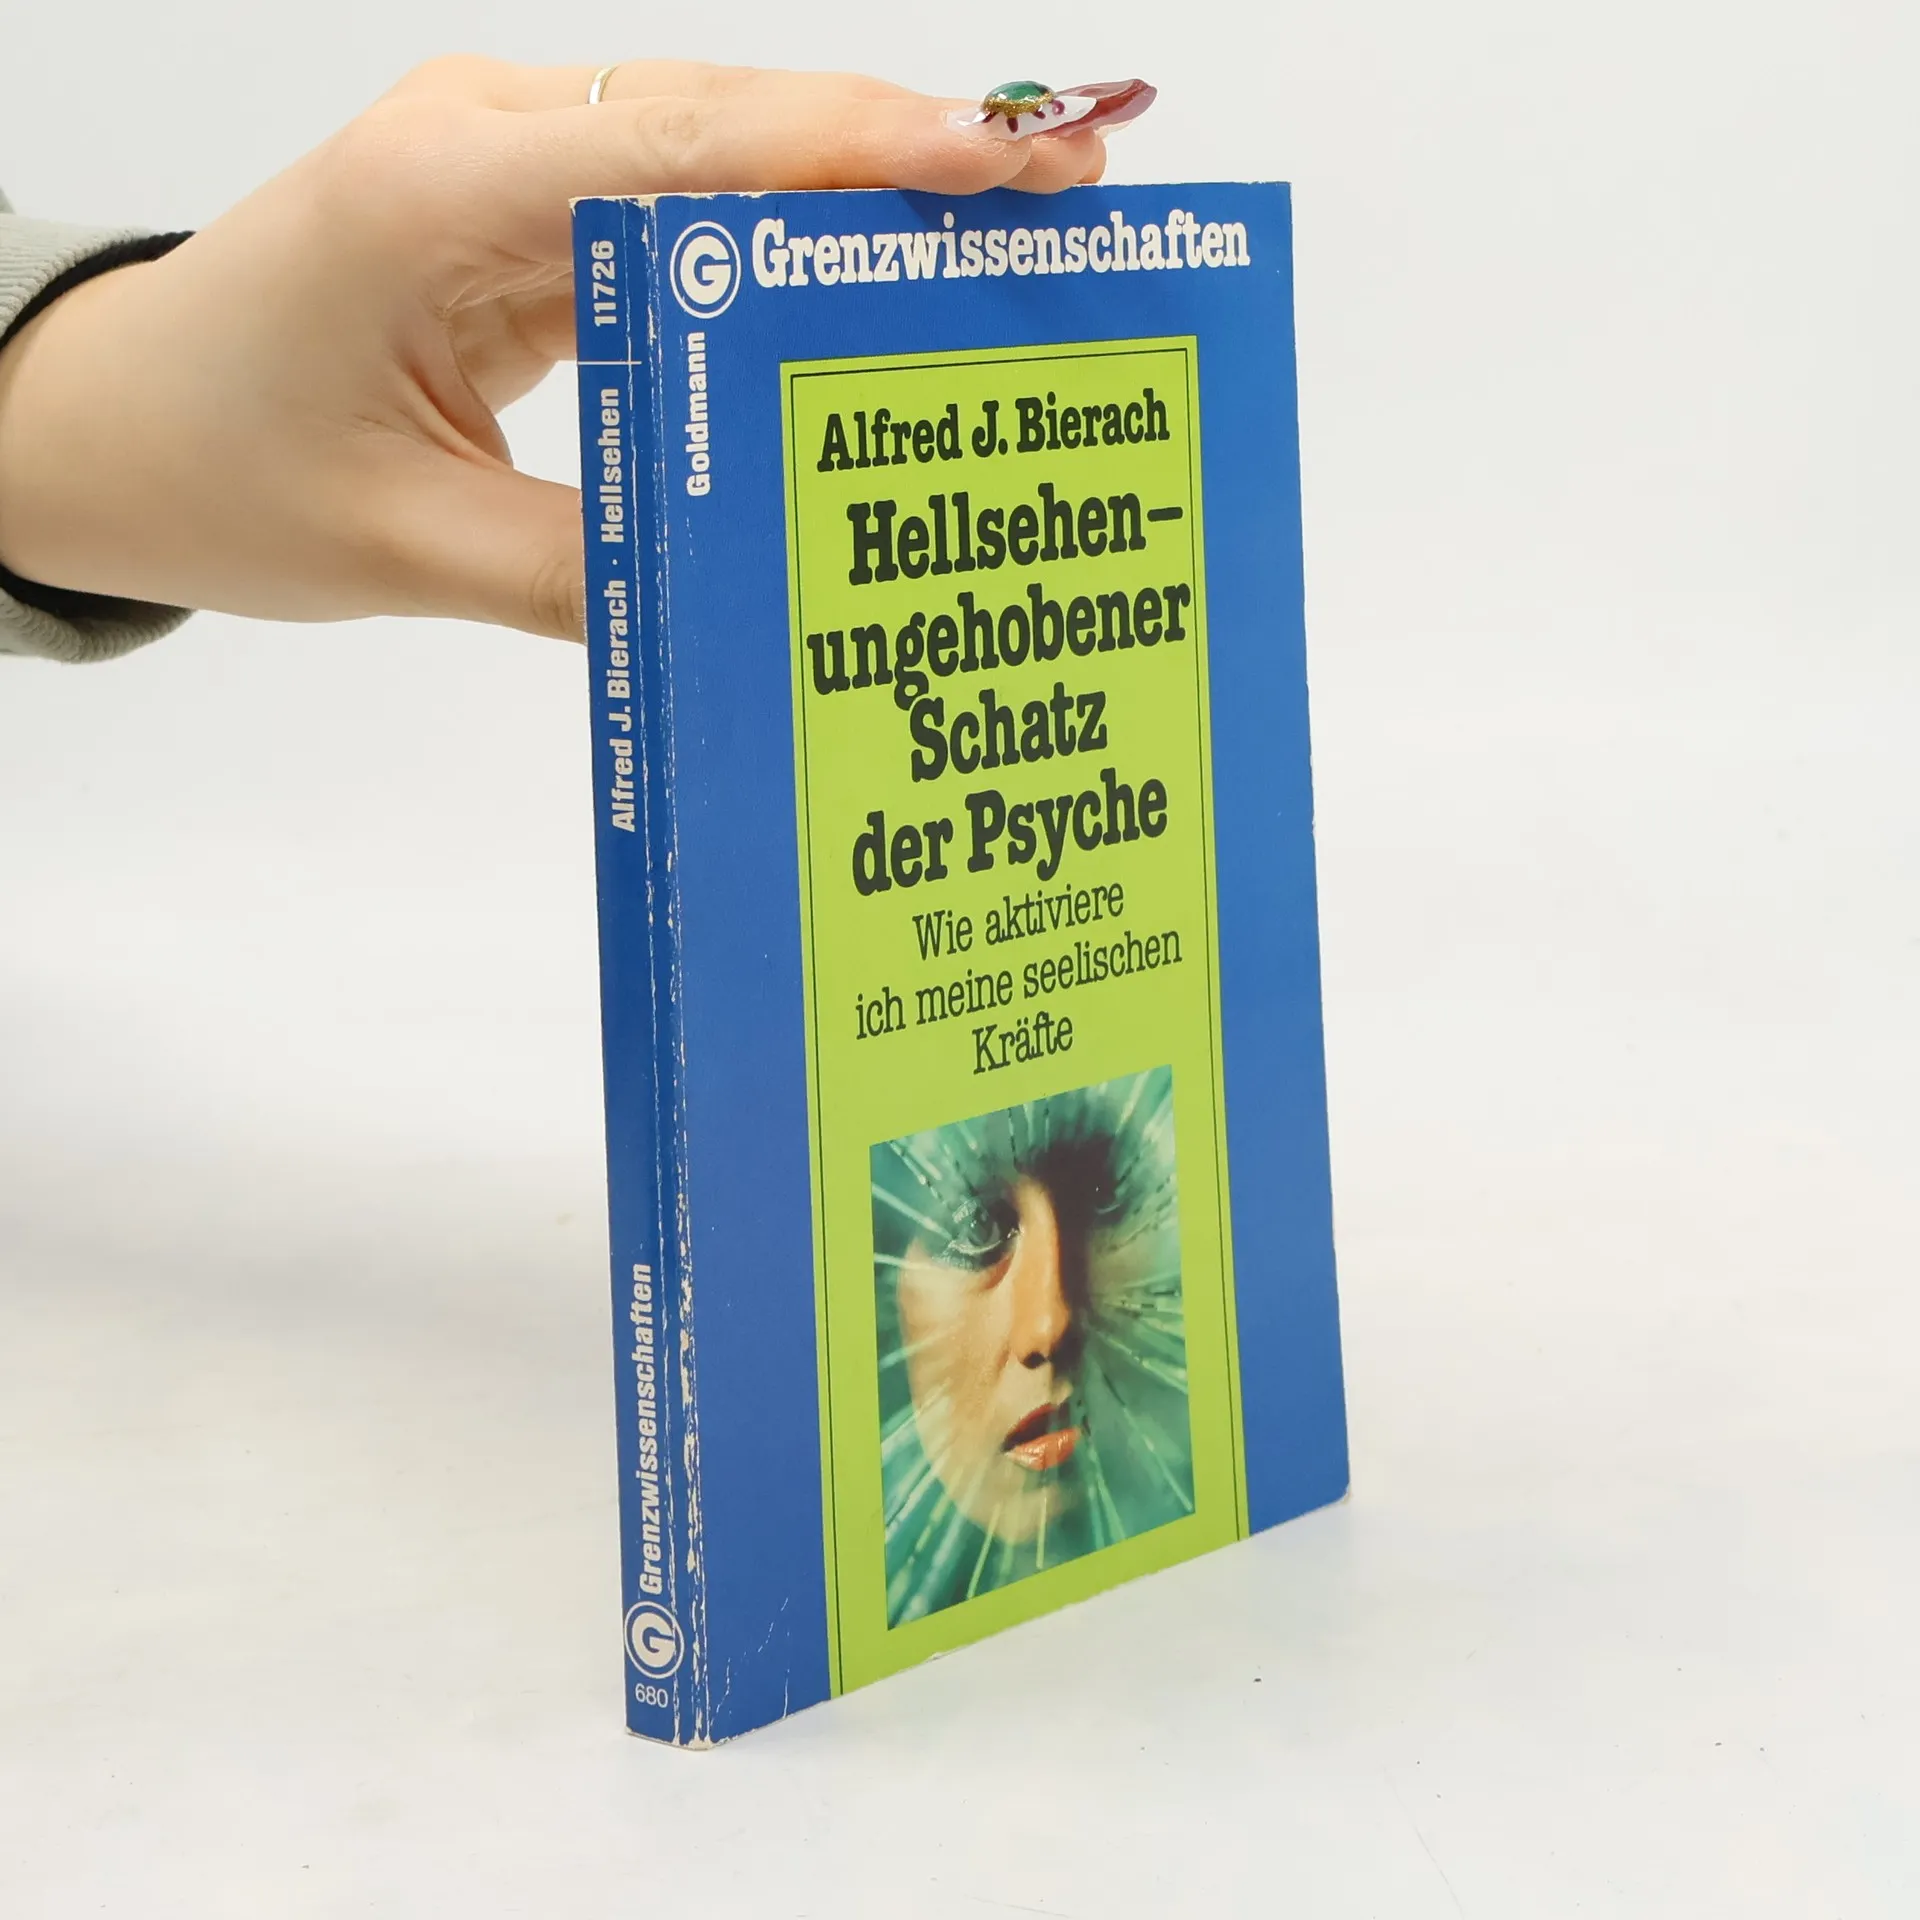 G Grenzwissenschaften
Goldmann
Alfred J. Bierach
Hellsehen–
ungehobener
Schatz
der Psyche
Wie aktiviere
ich meine seelischen
Kräfte
11726
Alfred J. Bierach · Hellsehen
Grenzwissenschaften
G
680